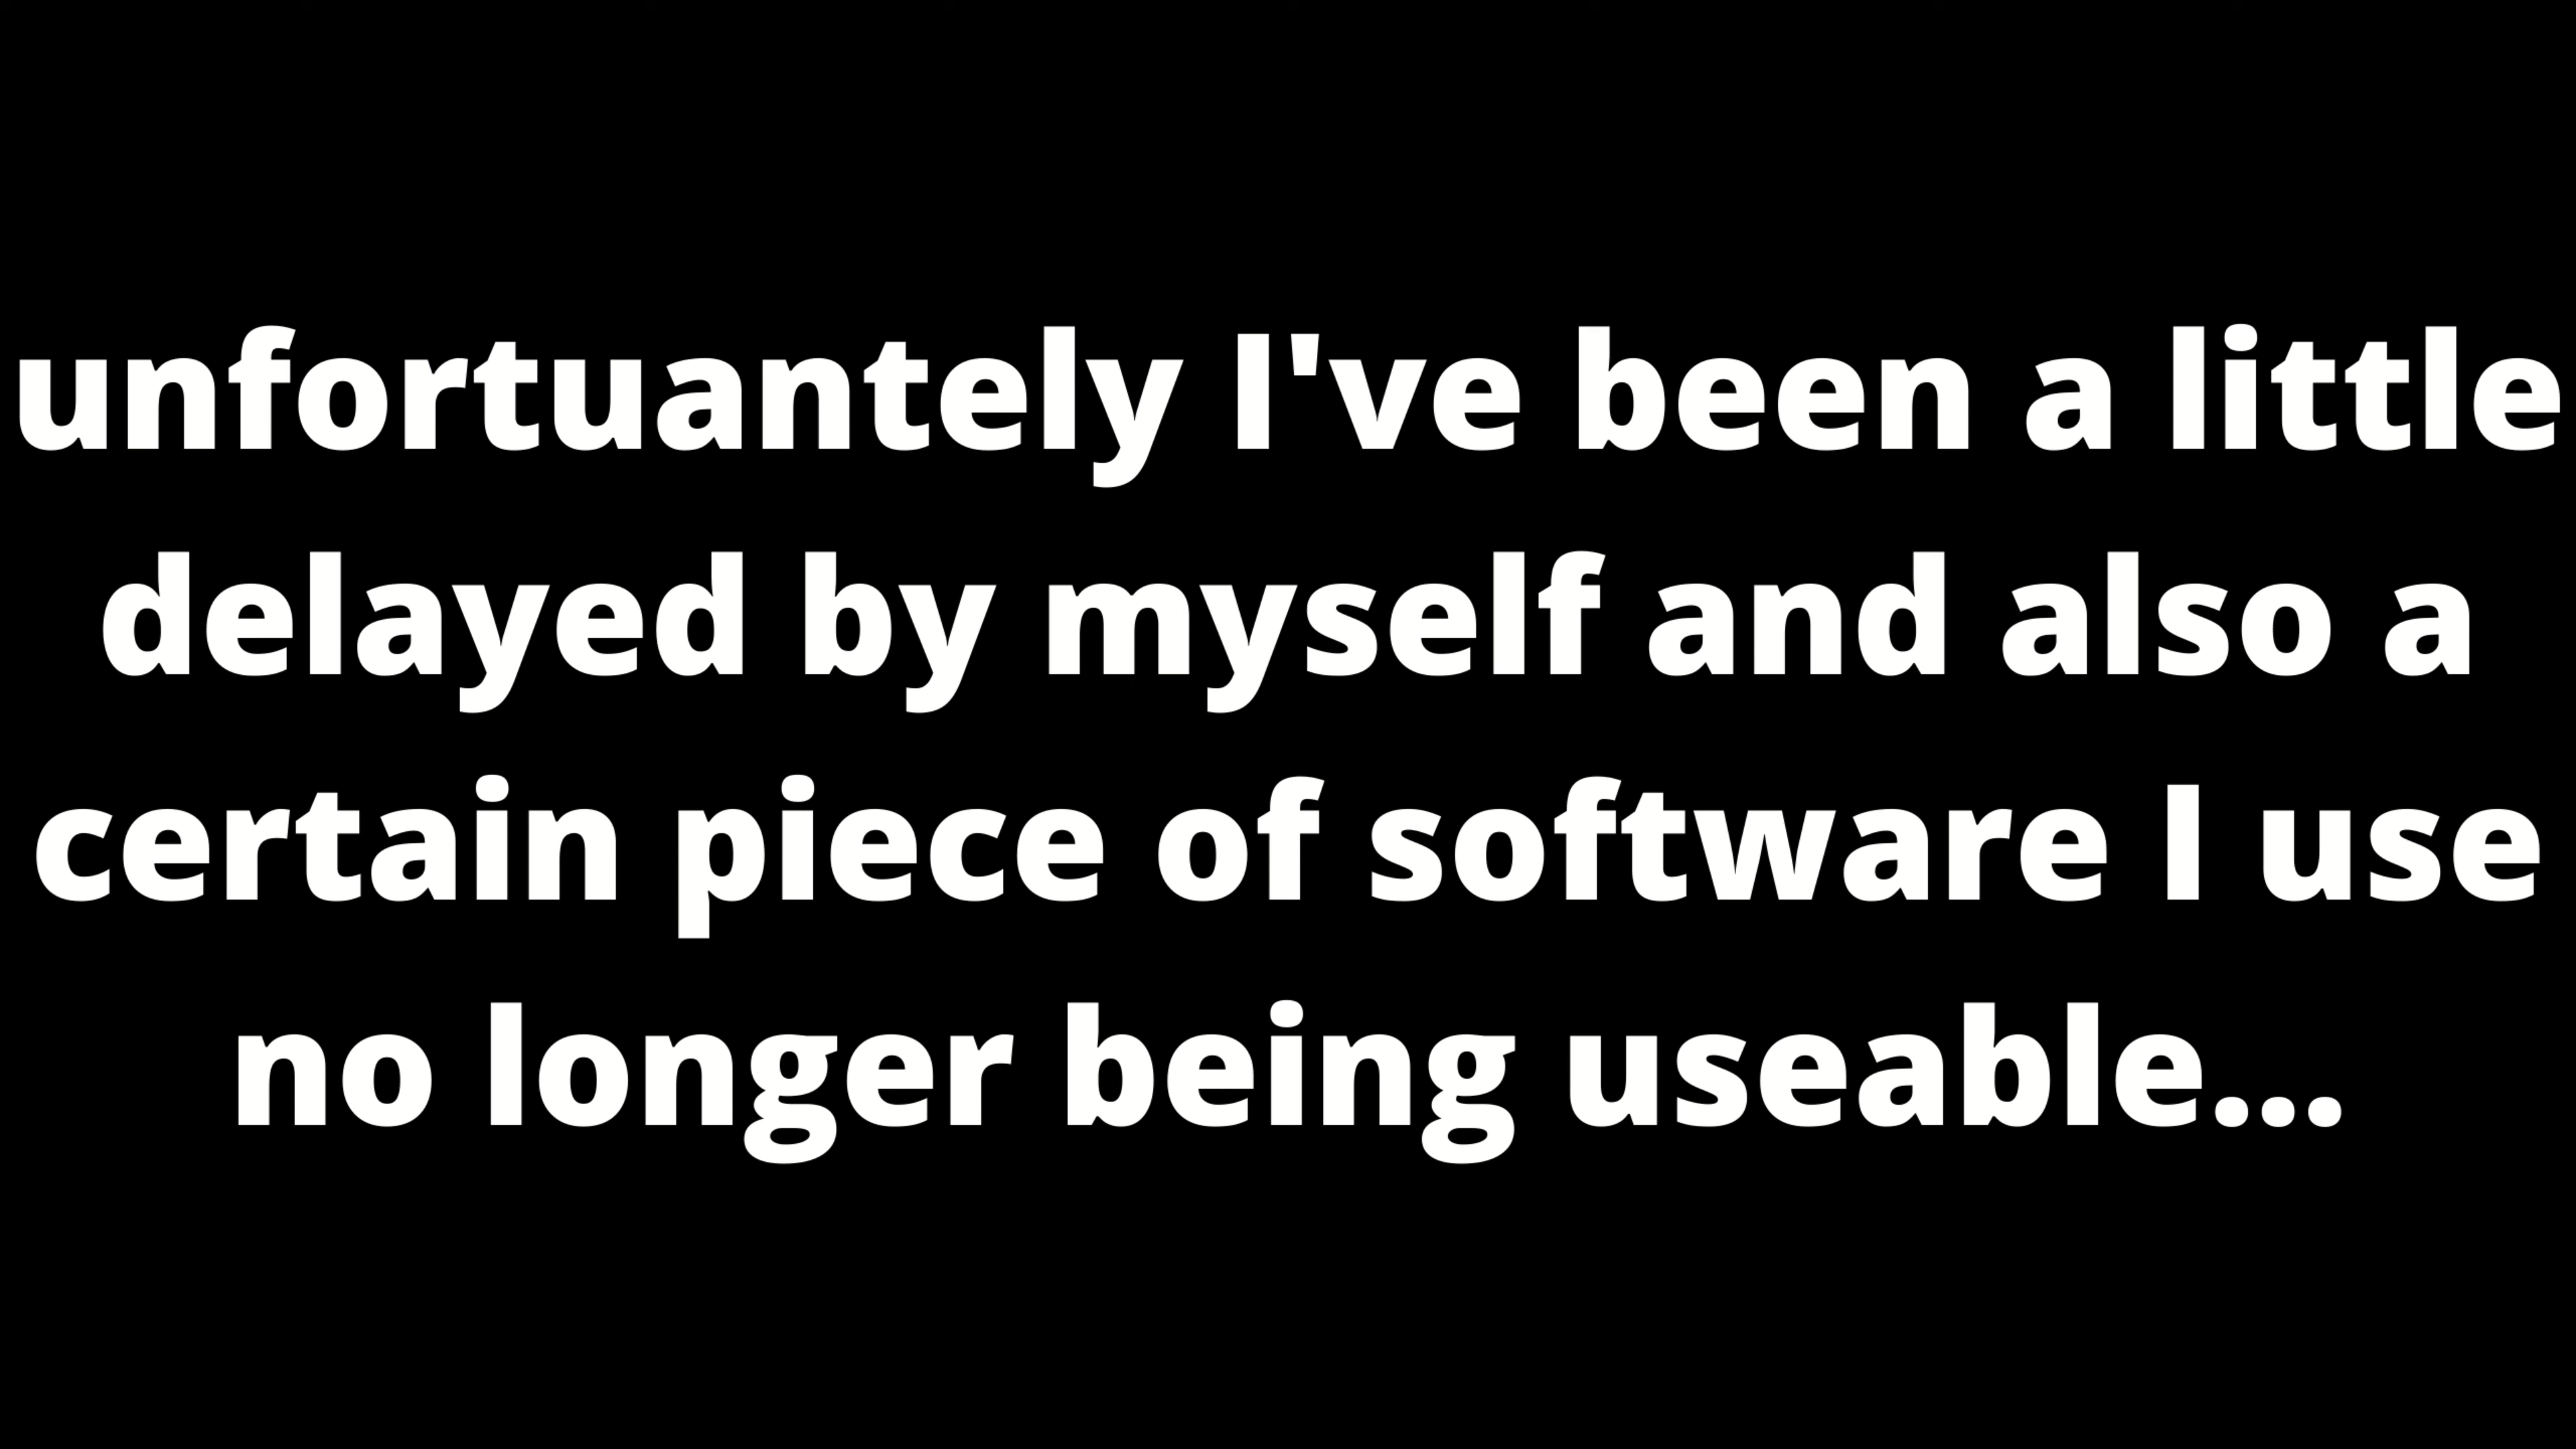 unfortuantely I've been a little
delayed by myself and also a
certain piece of software I use
no longer being useable...